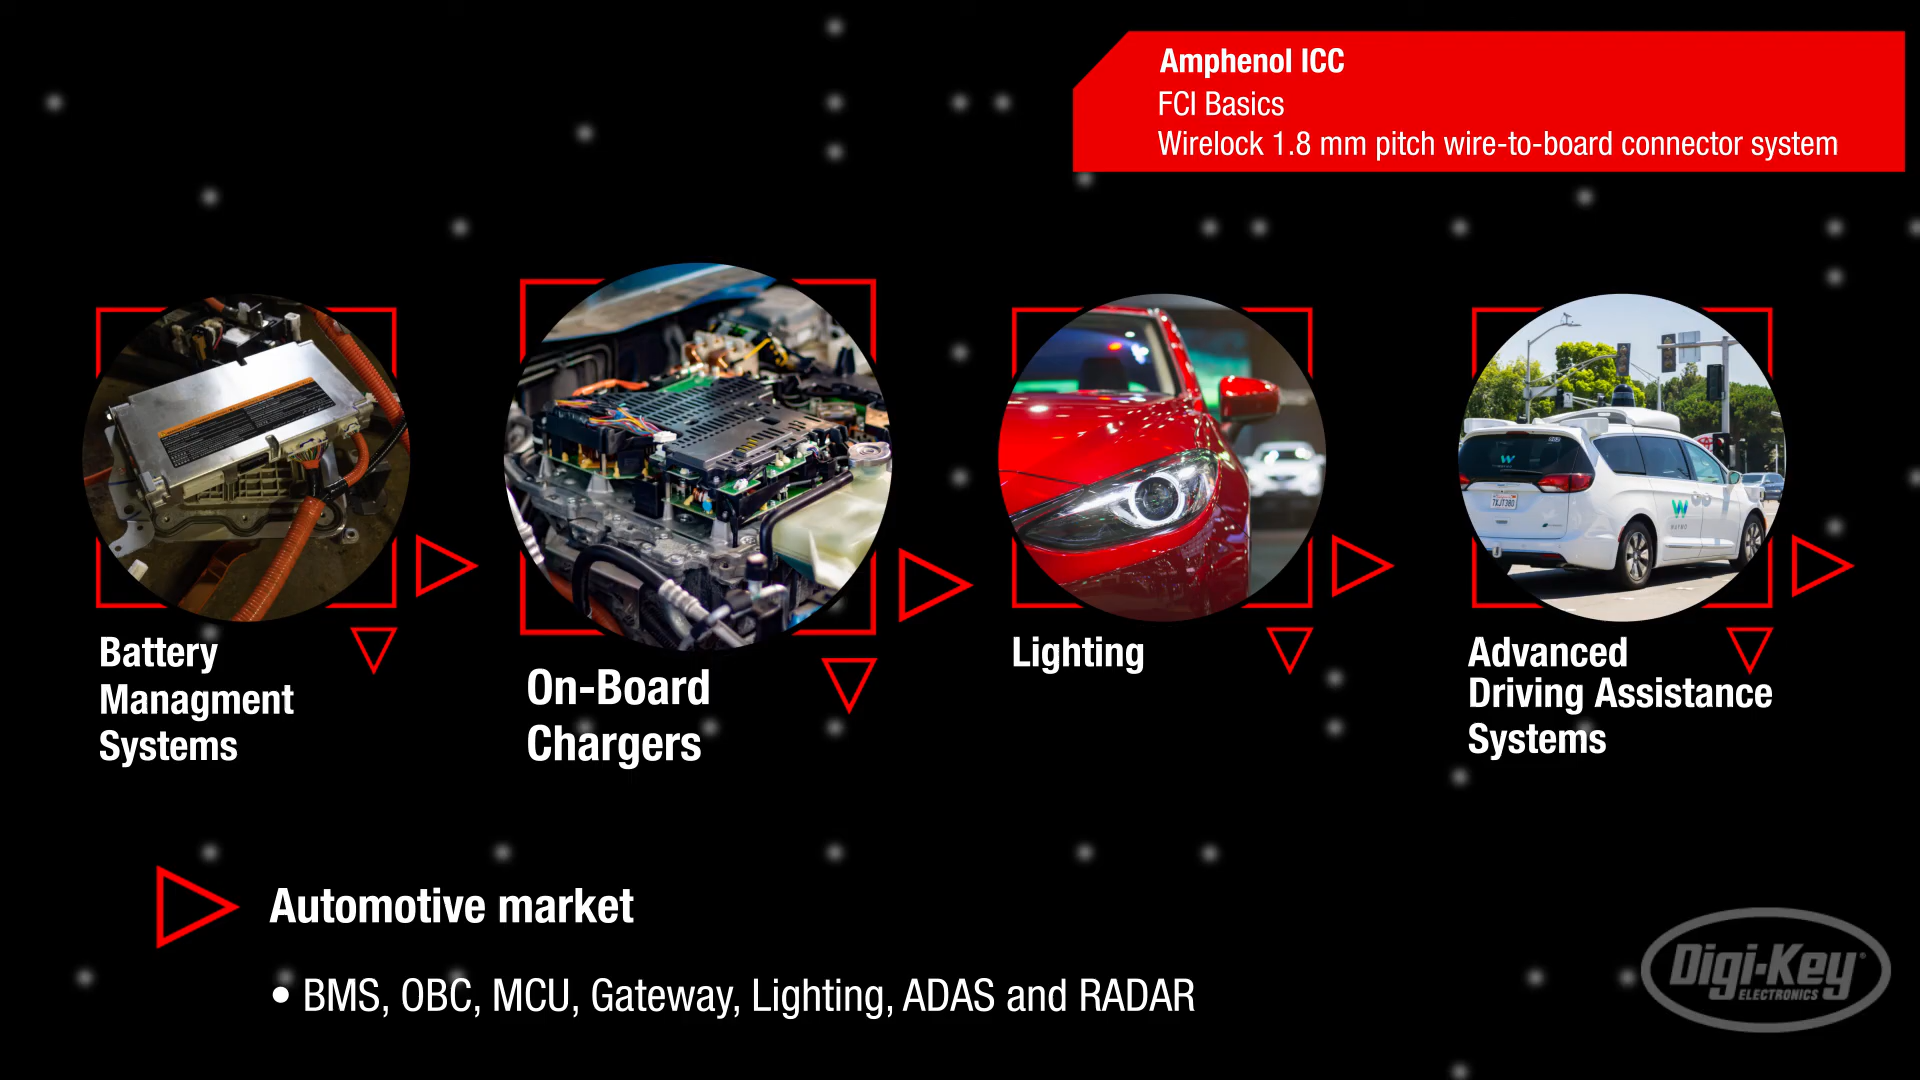 Amphenol ICC
FCI Basics
Wirelock 1.8 mm pitch wire-to-board connector system
Battery
Managment
Systems
On-Board
Chargers
Lighting
Advanced
Driving Assistance
Systems
W
WAYMO
Automotive market
• BMS, OBC, MCU, Gateway, Lighting, ADAS and RADAR
Digi-Key
ELECTRONICS